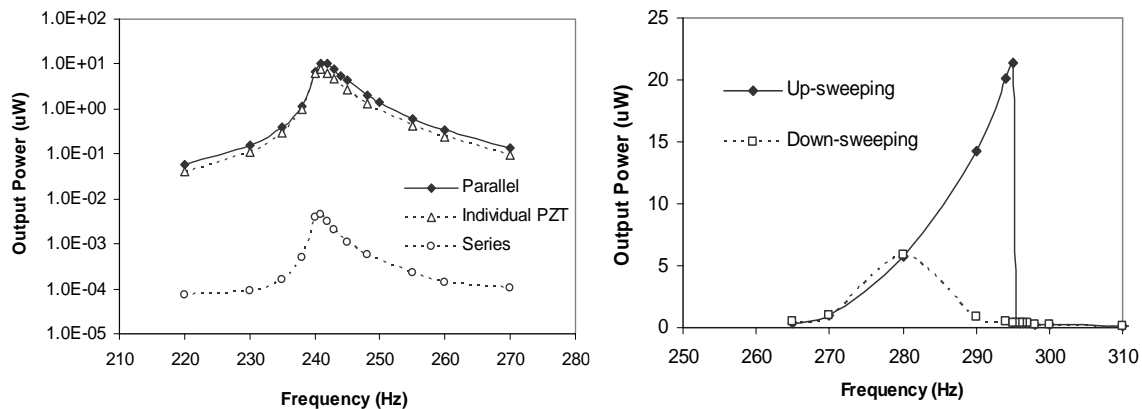 1.0E+02
1.0E+01
1.0E+00
1.0E-01
1.0E-02
1.0E-03
1.0E-04
1.0E-05
Output Power (uW)
Parallel
Individual PZT
Series
210 220 230 240 250 260 270 280
Frequency (Hz)
25
20
15
10
5
0
Output Power (uW)
Up-sweeping
Down-sweeping
250 260 270 280 290 300 310
Frequency (Hz)